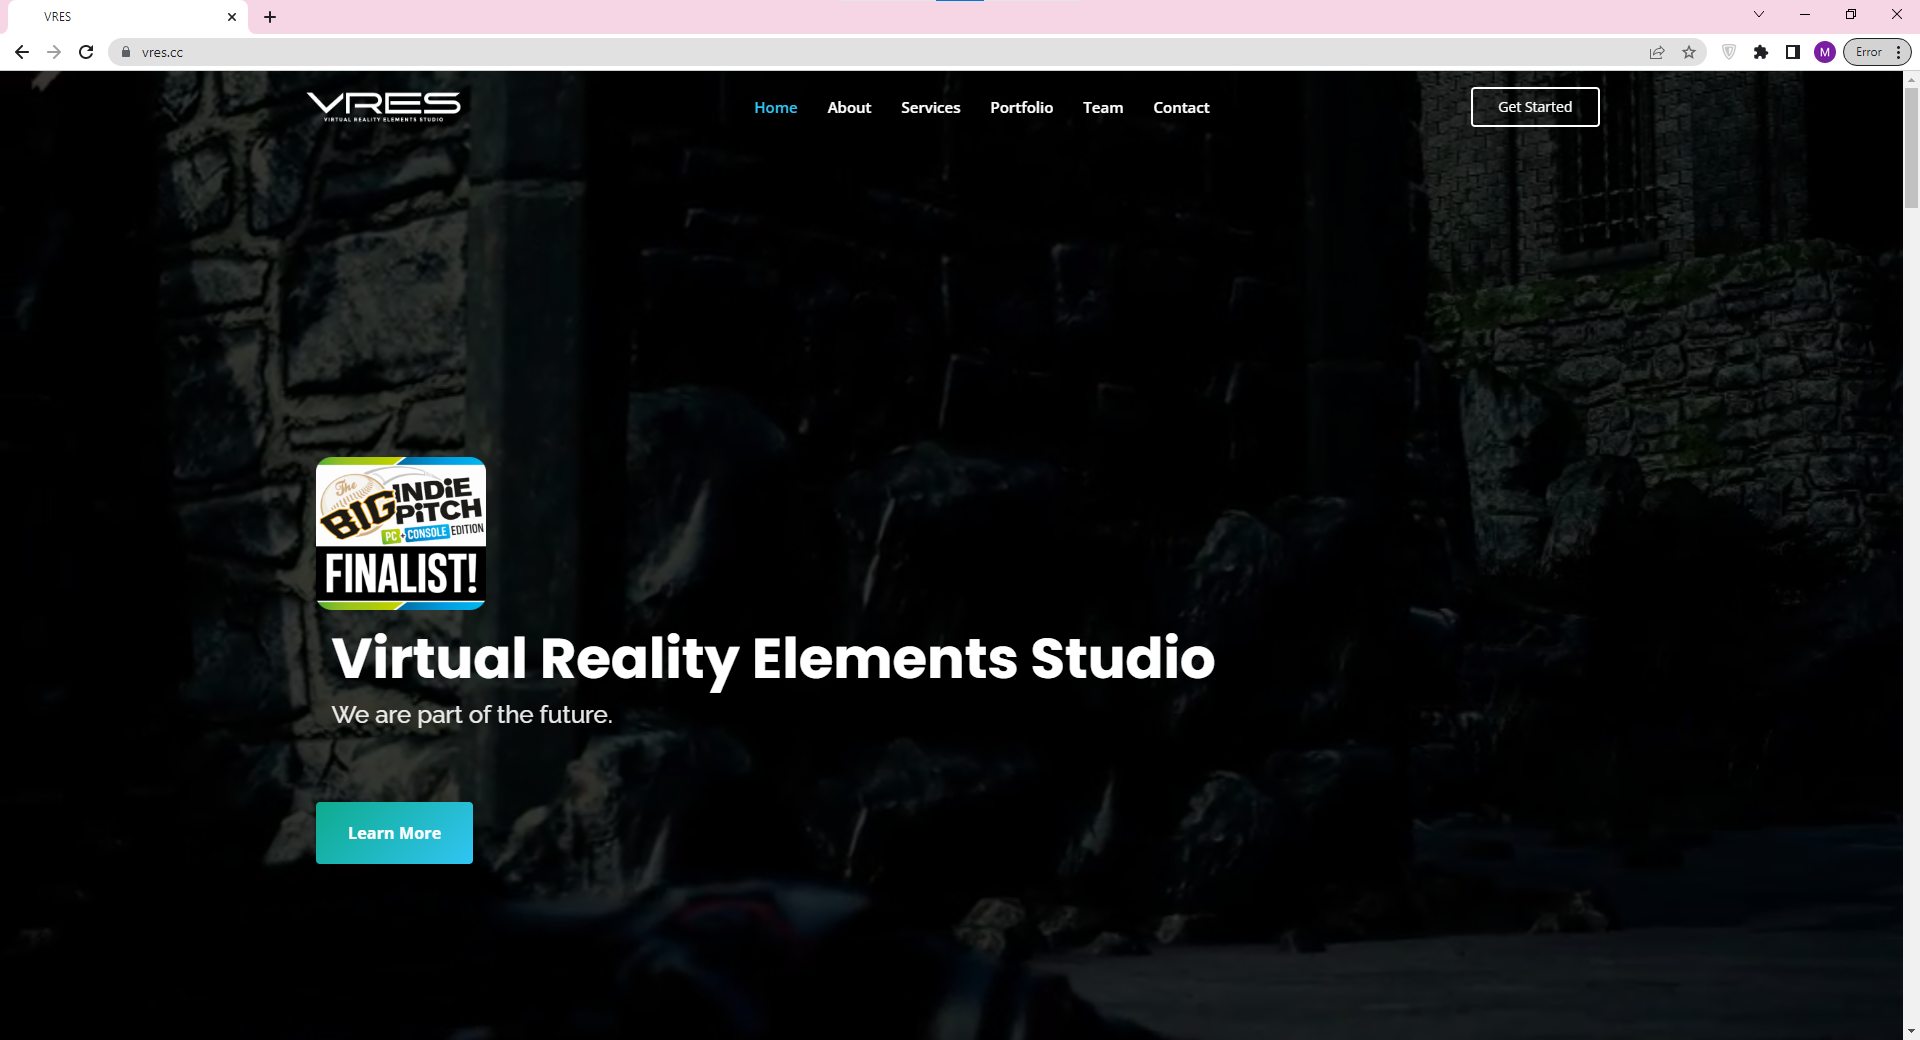 VRES
vres.cc
M
Error
VRES
VIRTUAL REALITY ELEMENTS STUDIO
Home
About
Services
Portfolio
Team
Contact
Get Started
The
BIG INDiE
PiTCH
PC + CONSOLE EDITION
FINALIST!
Virtual Reality Elements Studio
We are part of the future.
Learn More